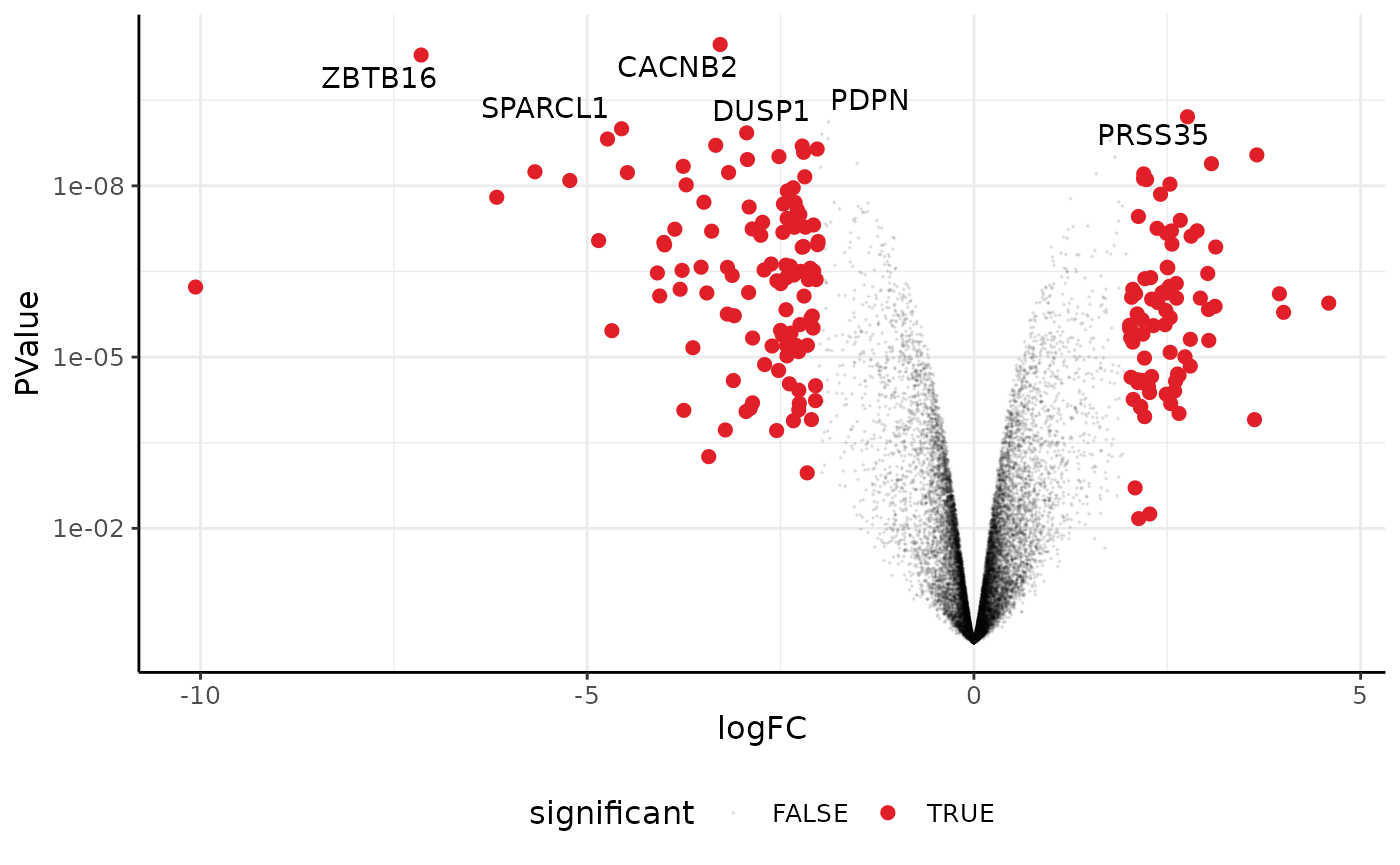 CACNB2
ZBTB16
SPARCL1
DUSP1
PDPN
PRSS35
1e-08
1e-05
1e-02
PValue
-10
-5
0
5
logFC
significant FALSE TRUE